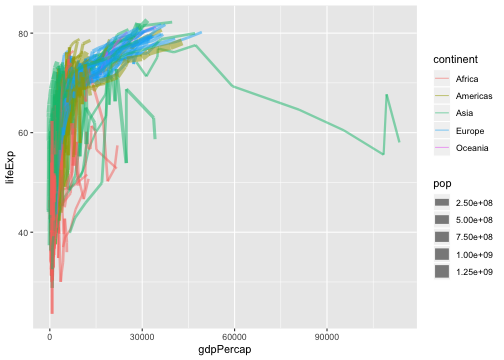 80
60
40
lifeExp
0
30000
60000
90000
gdpPercap
continent
Africa
Americas
Asia
Europe
Oceania
pop
2.50e+08
5.00e+08
7.50e+08
1.00e+09
1.25e+09